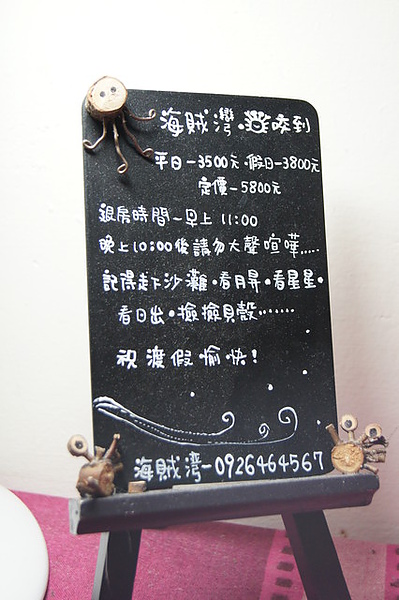 海賊灣·蟹咬到
平日-3500元·假日-3800元
定價-5800元
退房時間~早上 11:00
晚上10:00後請勿大聲喧嘩.....
記得走下沙灘·看月昇·看星星·
看日出·撿撿貝殼.......
祝渡假愉快!
海賊灣-0926464567